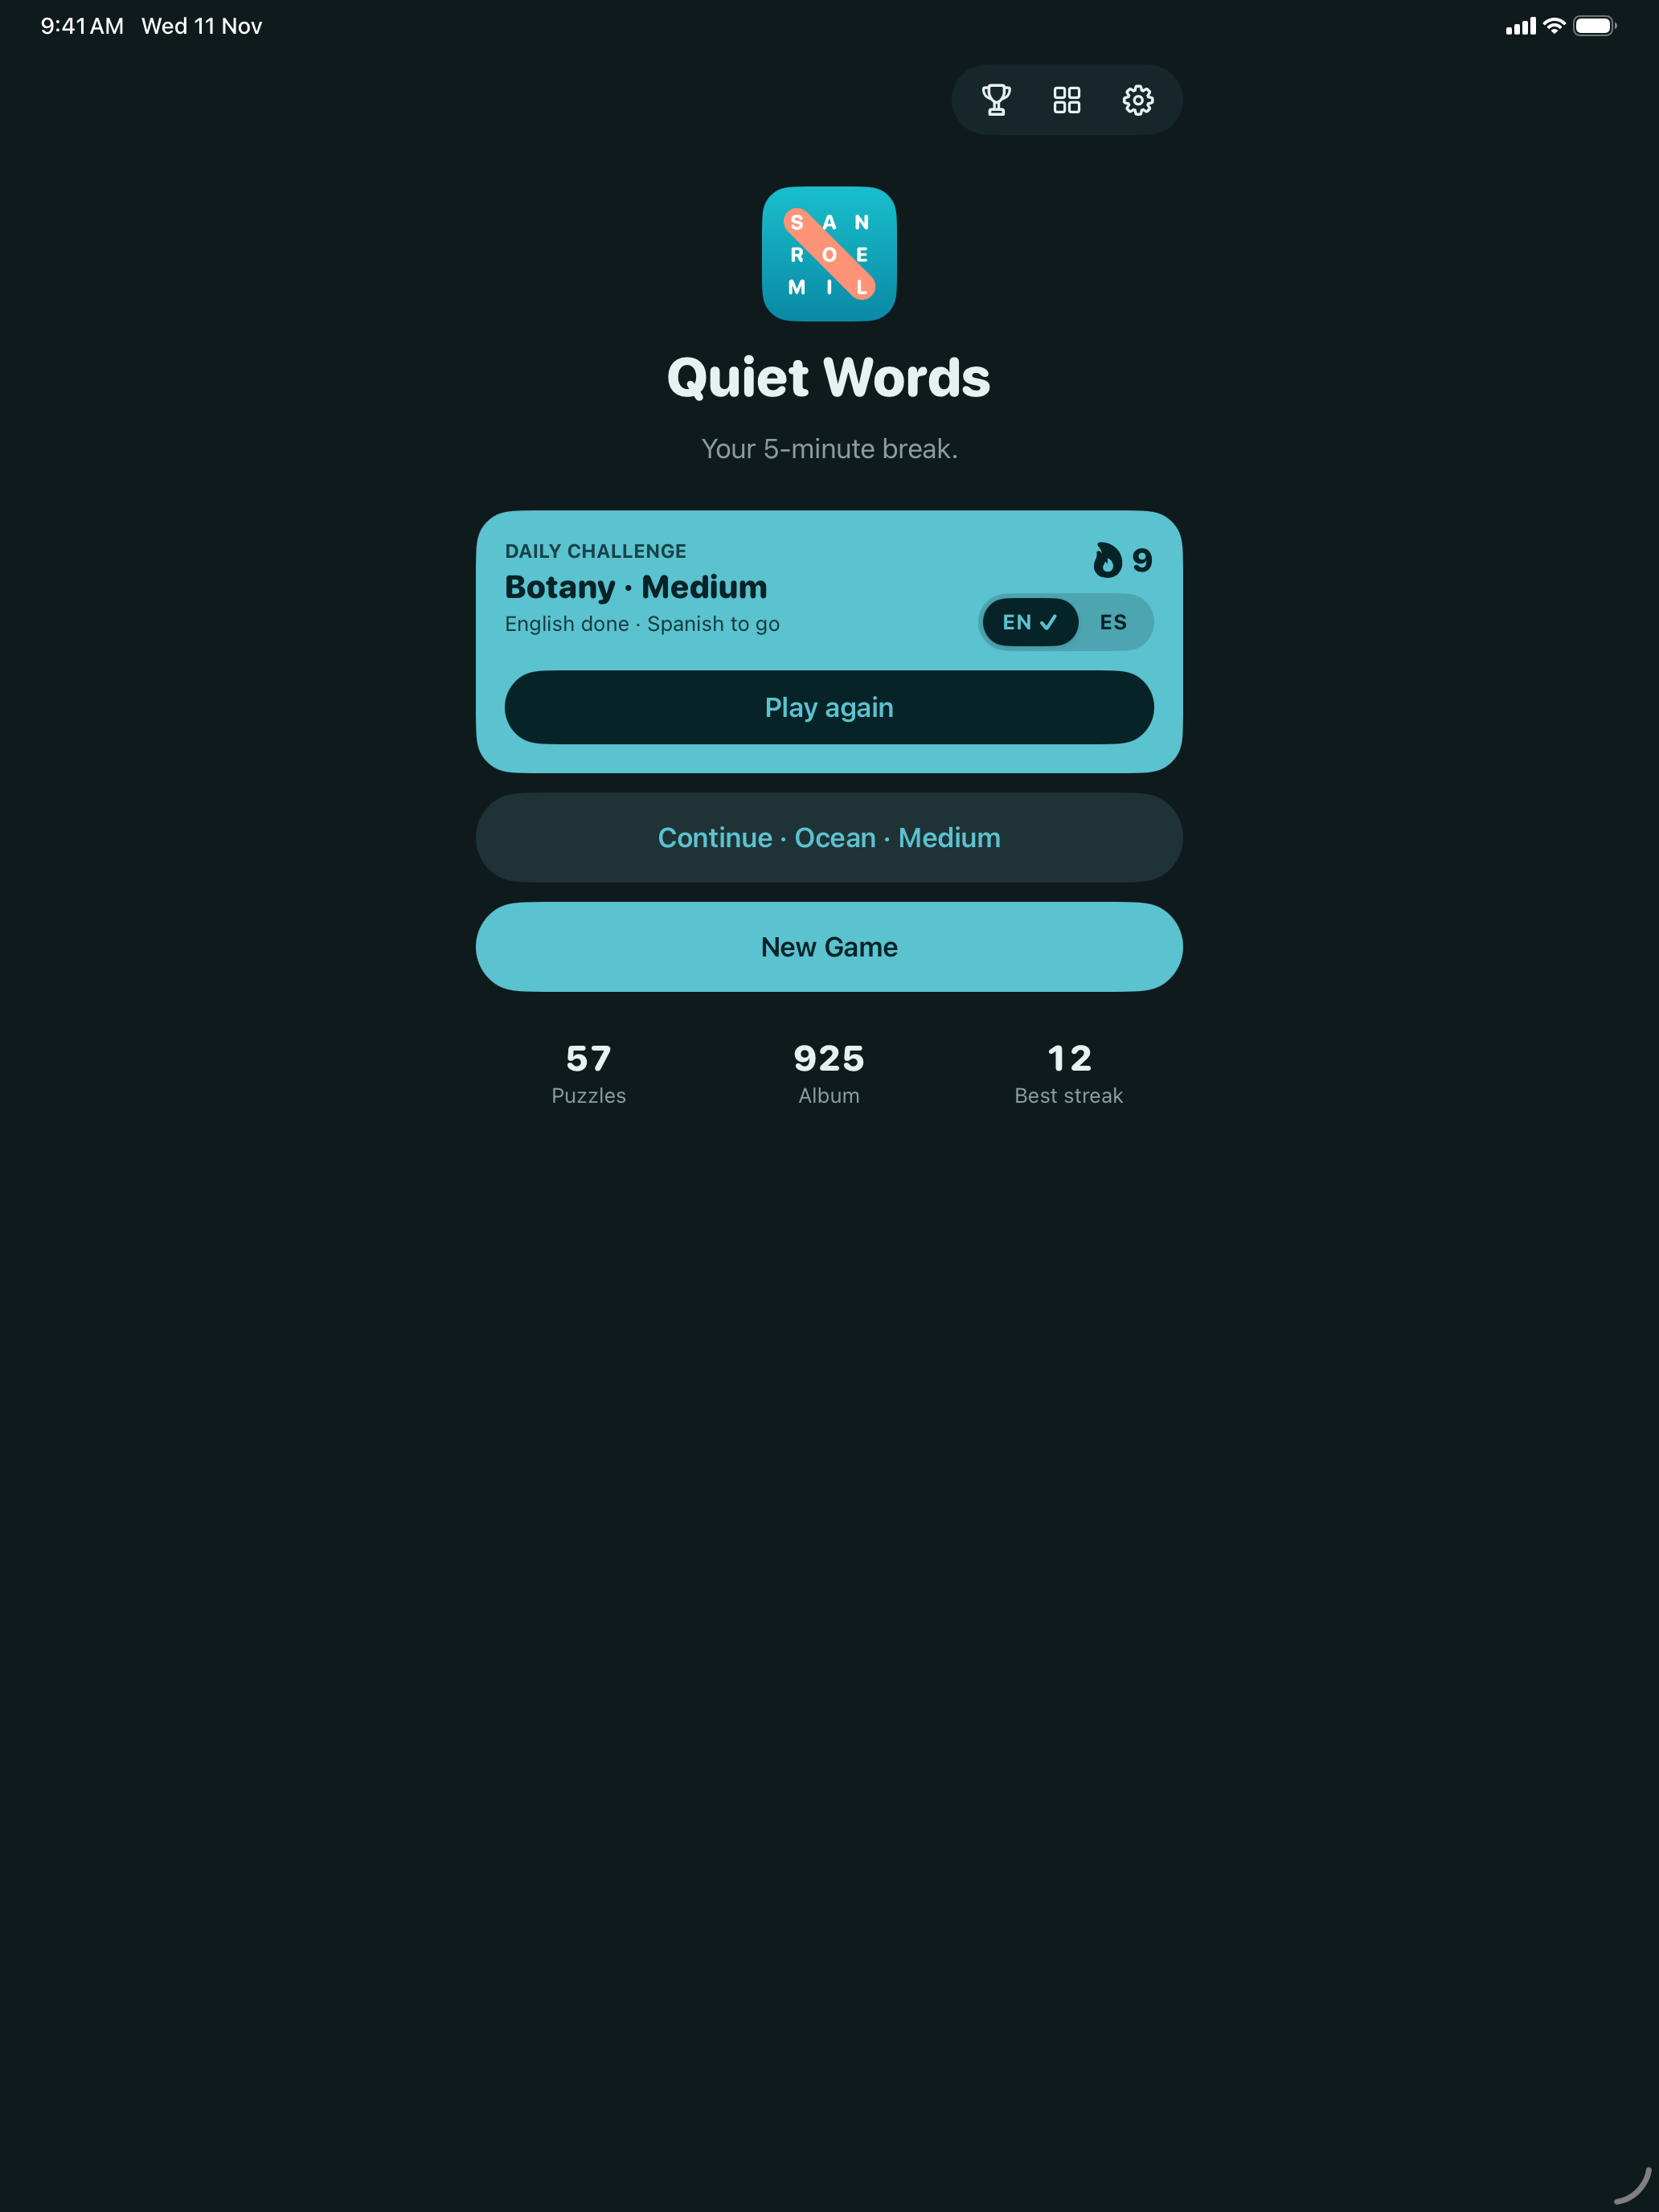 9:41 AM Wed 11 Nov
S A N
R O E
M I L
Quiet Words
Your 5-minute break.
DAILY CHALLENGE
9
Botany · Medium
English done · Spanish to go
EN ES
Play again
Continue · Ocean · Medium
New Game
57 925 12
Puzzles Album Best streak